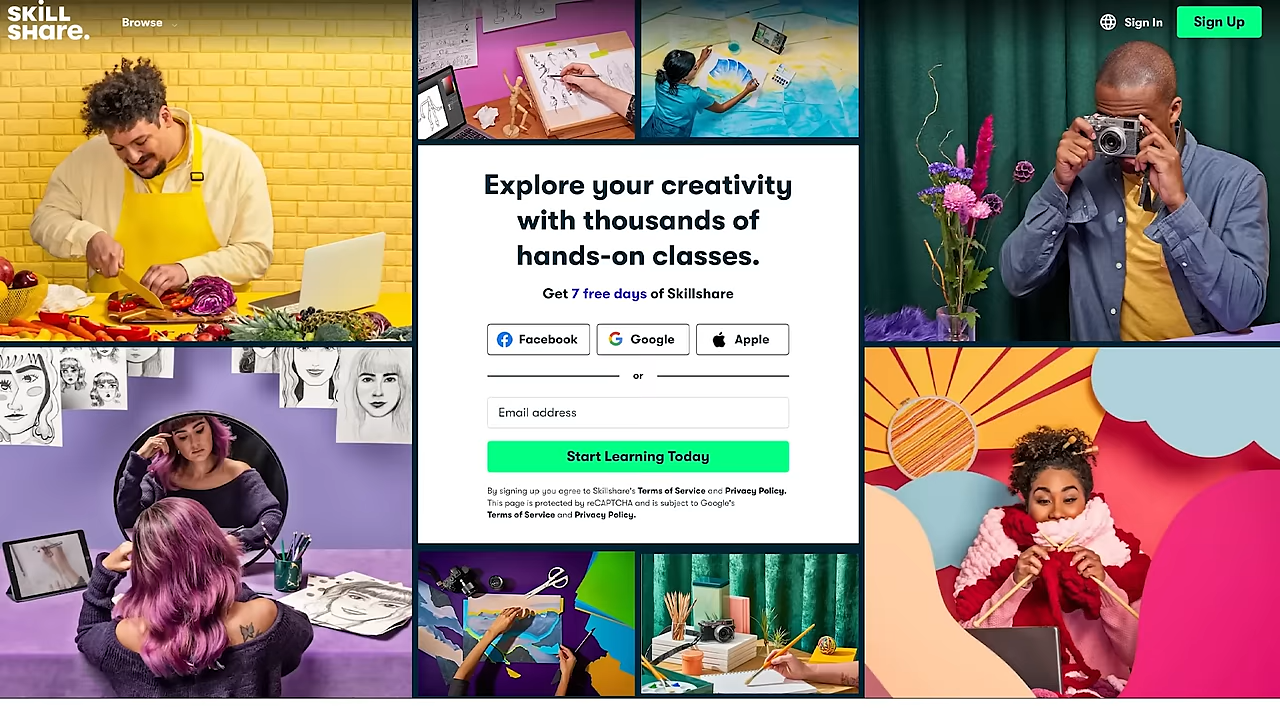 SKILL
SHare.
Browse
Sign In
Sign Up
Explore your creativity
with thousands of
hands-on classes.
Get 7 free days of Skillshare
Facebook
Google
Apple
or
Email address
Start Learning Today
By signing up you agree to Skillshare's Terms of Service and Privacy Policy.
This page is protected by reCAPTCHA and is subject to Google's
Terms of Service and Privacy Policy.